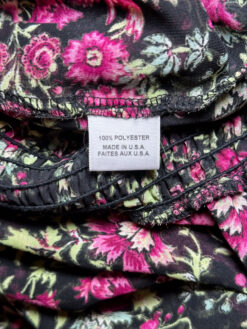 100% POLYESTER
MADE IN U.S.A.
FAITES AUX U.S.A.